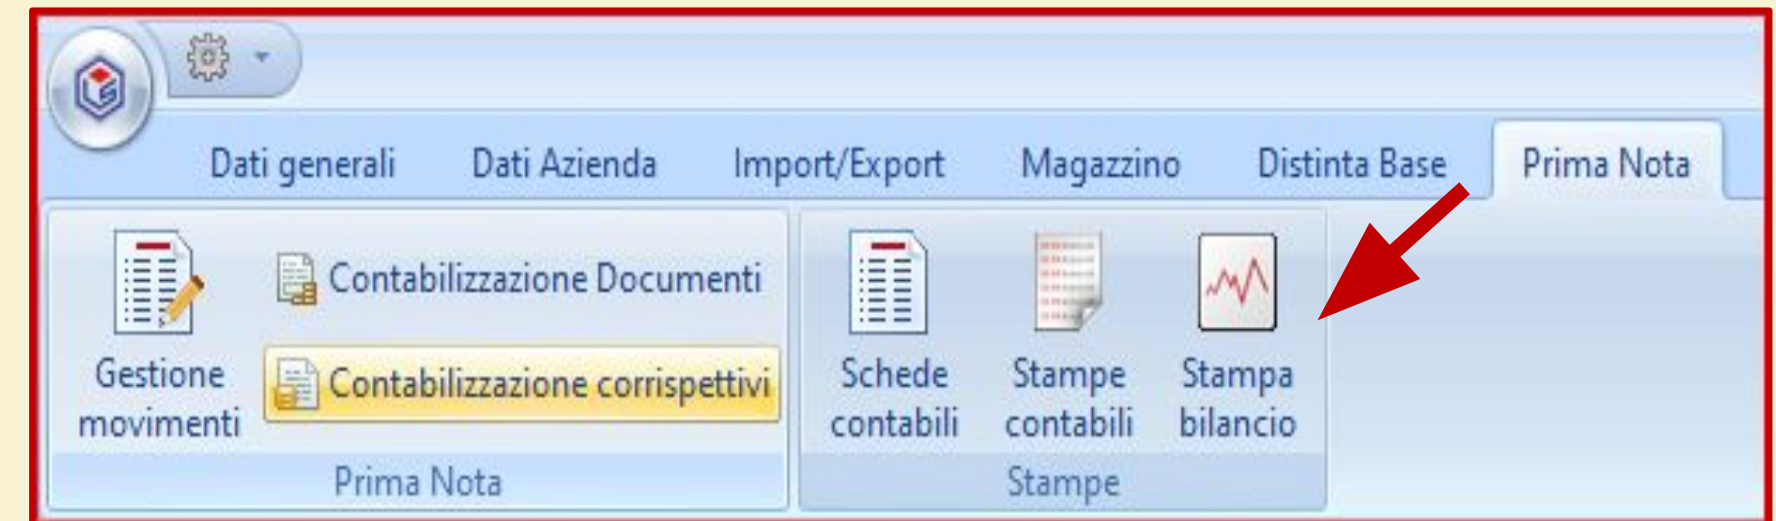 Dati generali Dati Azienda Import/Export Magazzino Distinta Base Prima Nota
Gestione
movimenti
Contabilizzazione Documenti
Contabilizzazione corrispettivi
Prima Nota
Schede
contabili
Stampe
contabili
Stampa
bilancio
Stampe